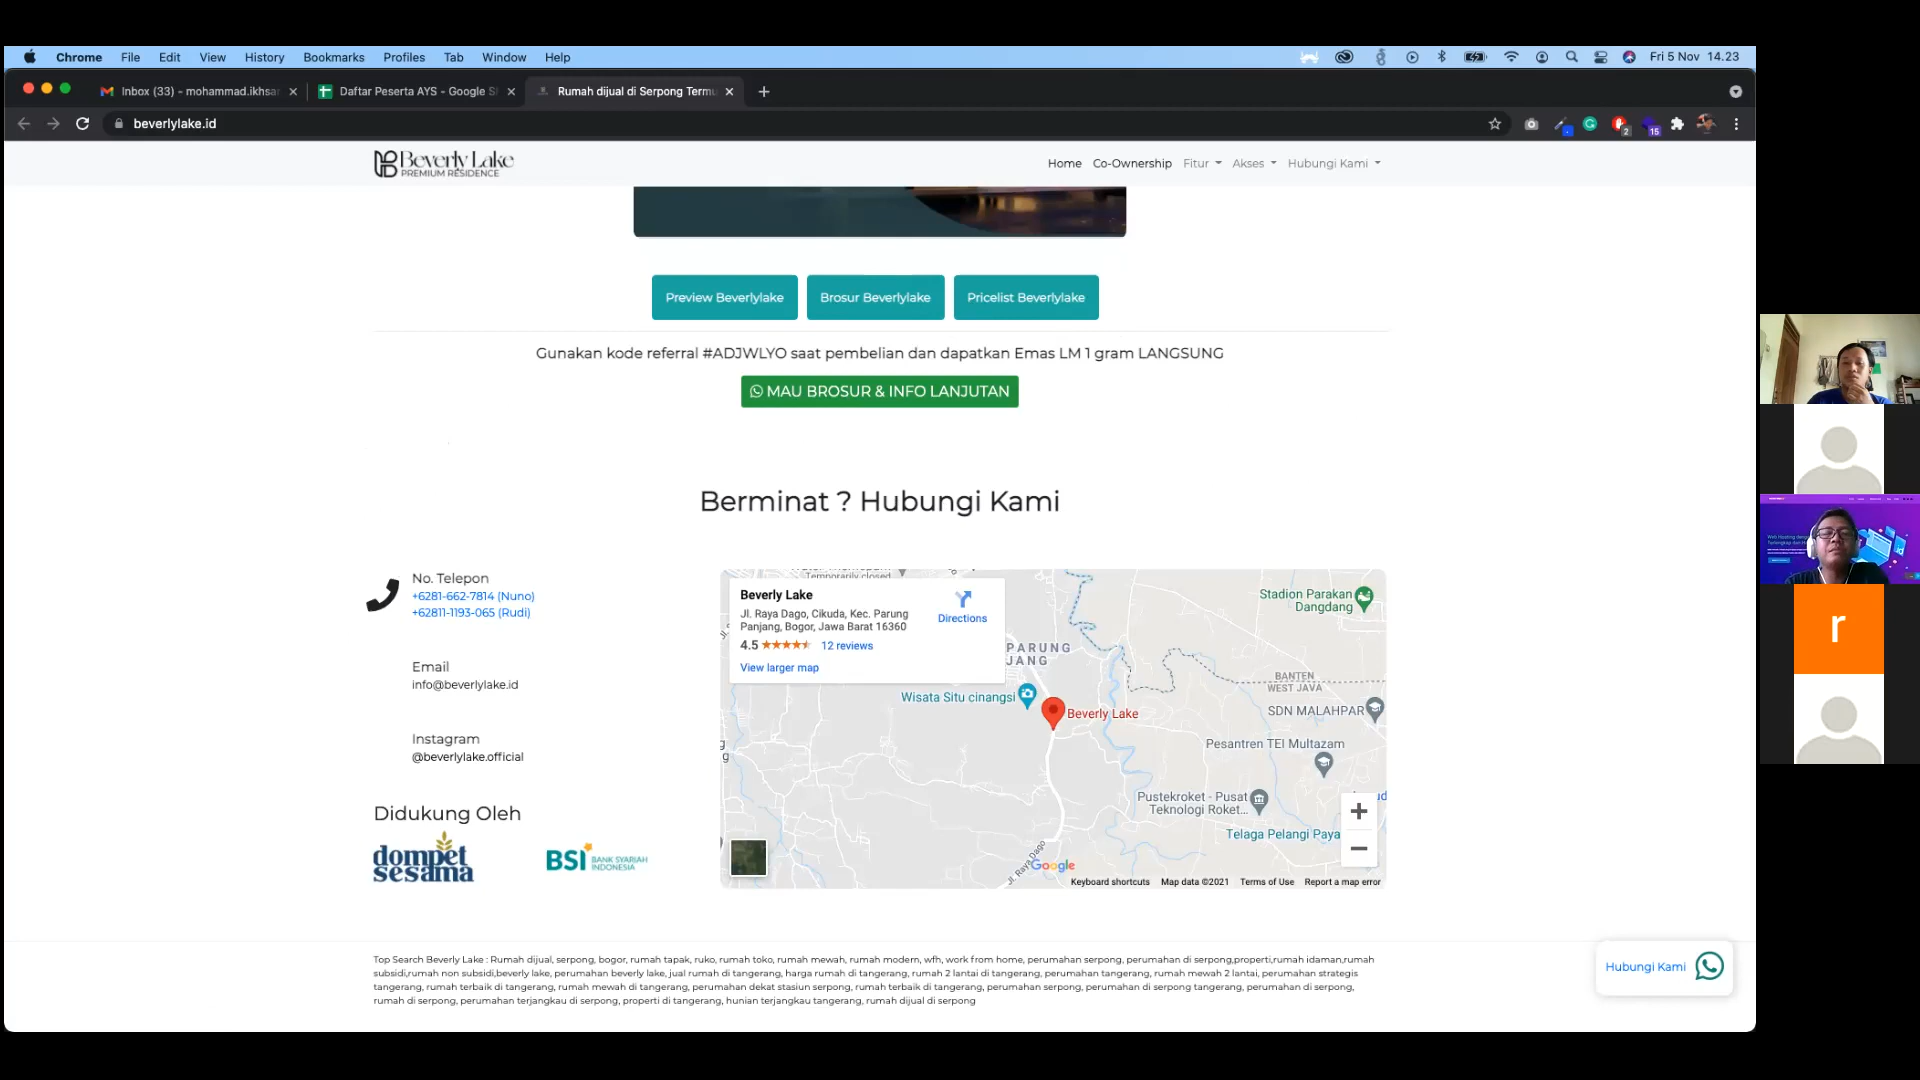 Chrome File Edit View History Bookmarks Profiles Tab Window Help
Fri 5 Nov 14.23
Inbox (33) - mohammad.ikhsa
Daftar Peserta AYS - Google S
Rumah dijual di Serpong Termu
beverlylake.id
2
15
Beverly Lake
PREMIUM RESIDENCE
Home Co-Ownership Fitur Akses Hubungi Kami
Preview Beverlylake
Brosur Beverlylake
Pricelist Beverlylake
Gunakan kode referral #ADJWLYO saat pembelian dan dapatkan Emas LM 1 gram LANGSUNG
MAU BROSUR & INFO LANJUTAN
Berminat ? Hubungi Kami
No. Telepon
+6281-662-7814 (Nuno)
+62811-1193-065 (Rudi)
Email
info@beverlylake.id
Instagram
@beverlylake.official
Didukung Oleh
dompet
sesama
BSI BANK SYARIAH
INDONESIA
Temporarily closed
Beverly Lake
Jl. Raya Dago, Cikuda, Kec. Parung
Panjang, Bogor, Jawa Barat 16360
4.5
12 reviews
View larger map
Directions
Stadion Parakan
Dangdang
PARUNG
JANG
BANTEN
WEST JAVA
Wisata Situ cinangsi
Beverly Lake
SDN MALAHPAR
Pesantren TEI Multazam
Pustekroket - Pusat
Teknologi Roket...
Telaga Pelangi Paya
Jl. Raya Dago
Google
Keyboard shortcuts Map data ©2021 Terms of Use Report a map error
Top Search Beverly Lake : Rumah dijual, serpong, bogor, rumah tapak, ruko, rumah toko, rumah mewah, rumah modern, wfh, work from home, perumahan serpong, perumahan di serpong,properti,rumah idaman,rumah
subsidi,rumah non subsidi,beverly lake, perumahan beverly lake, jual rumah di tangerang, harga rumah di tangerang, rumah 2 lantai di tangerang, perumahan tangerang, rumah mewah 2 lantai, perumahan strategis
tangerang, rumah terbaik di tangerang, rumah mewah di tangerang, perumahan dekat stasiun serpong, rumah terbaik di tangerang, perumahan serpong, perumahan di serpong tangerang, perumahan di serpong,
rumah di serpong, perumahan terjangkau di serpong, properti di tangerang, hunian terjangkau tangerang, rumah dijual di serpong
Hubungi Kami
r